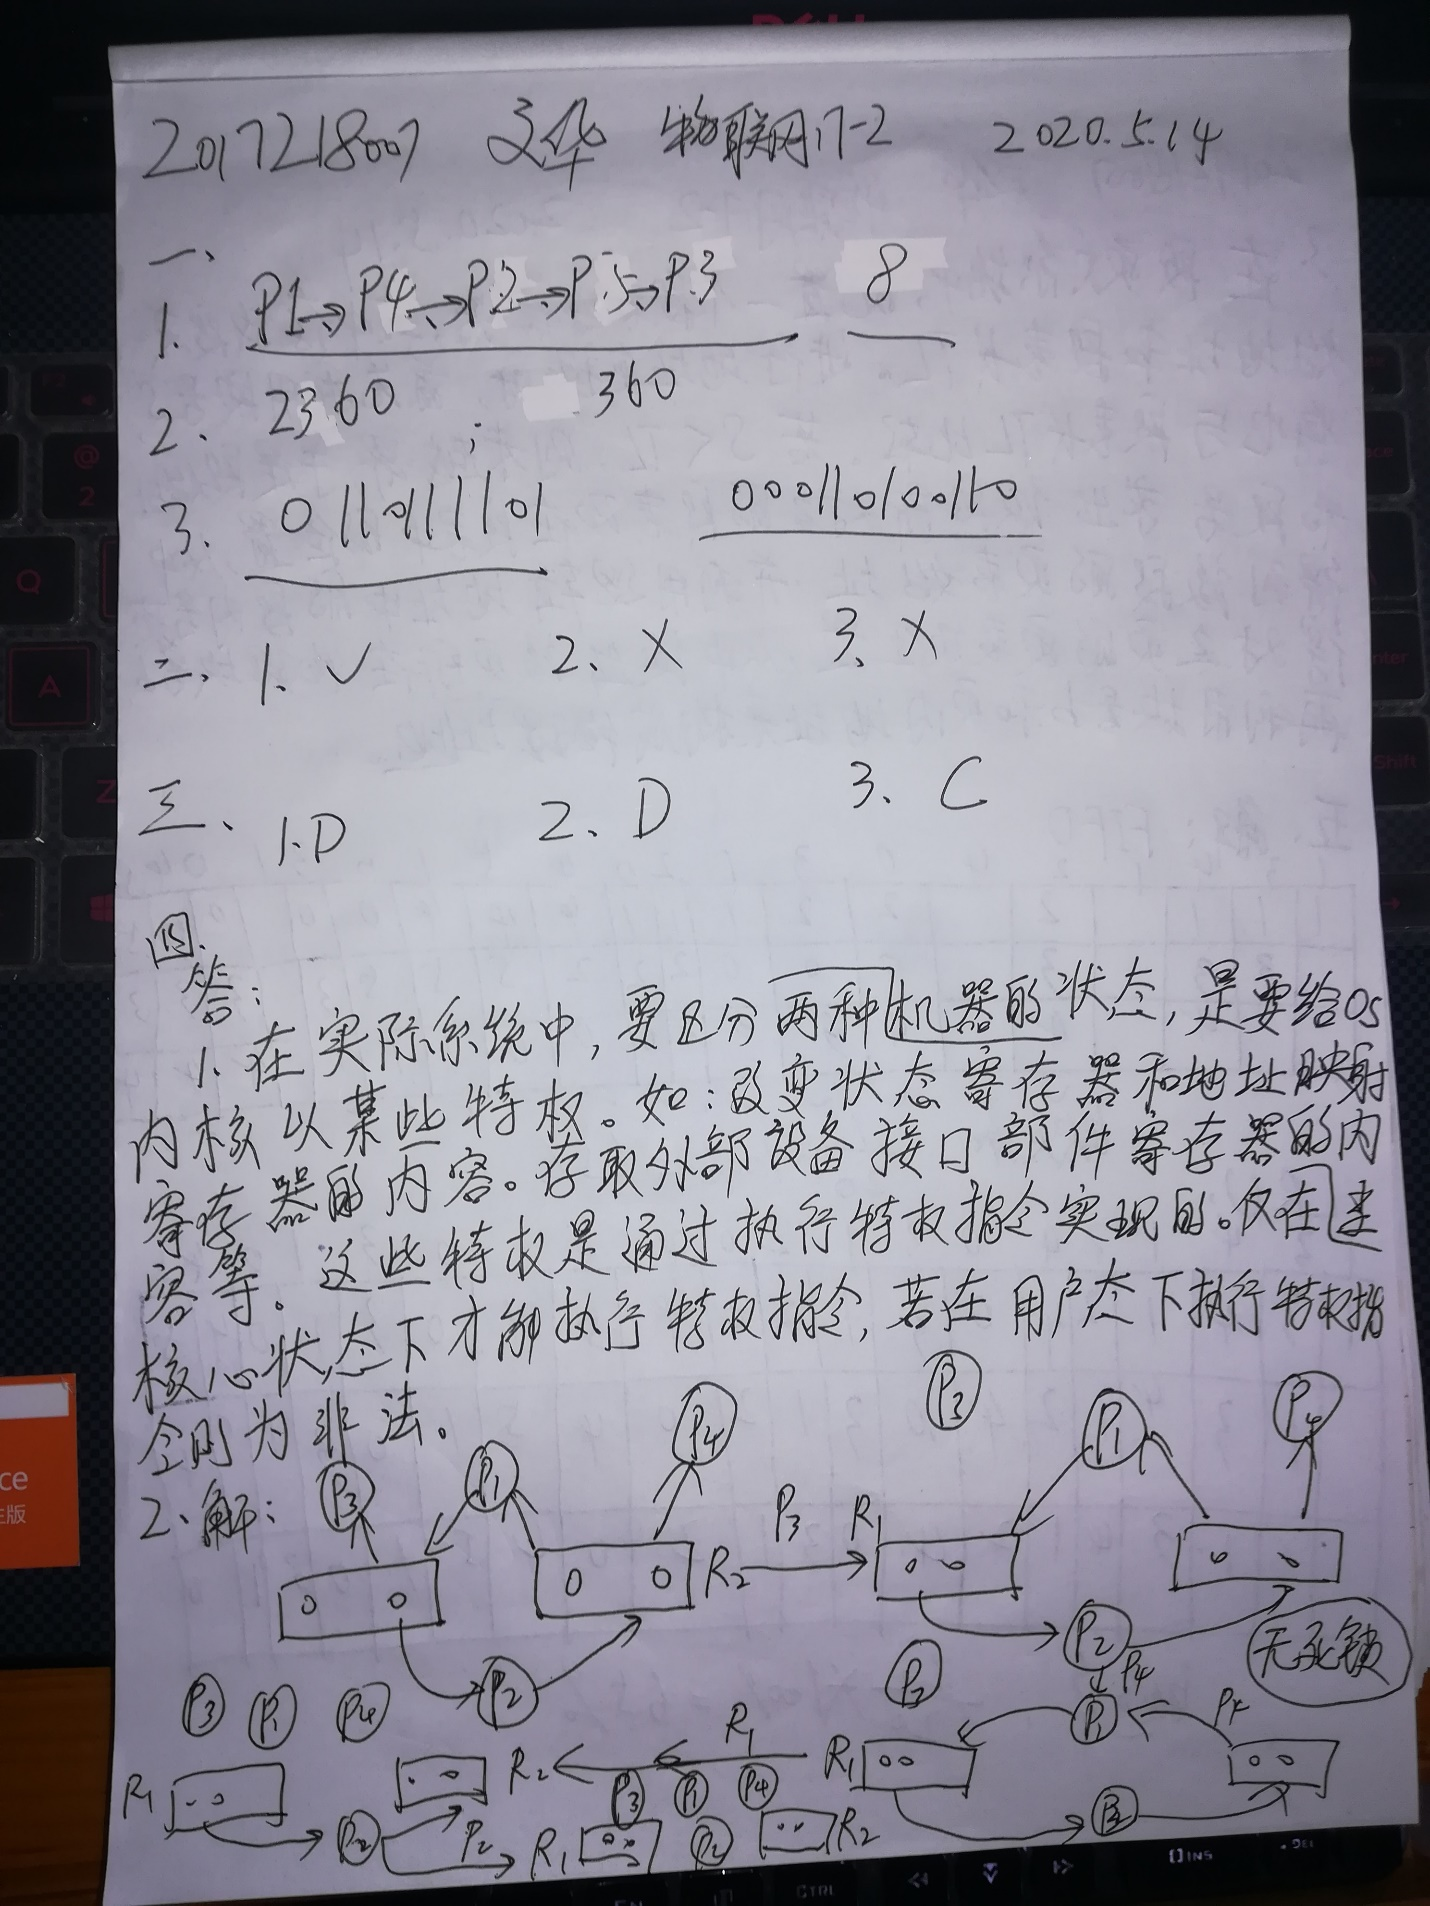 2017218007 文华 物联网17-2 2020.5.14
一、
1. P1→P4→P2→P5→P3 8
2. 2360 ; 360
3. 01101111101 000110100110
二、 1. √ 2、 X 3、 X
三、 1.D 2、D 3、C
四、
答:
1. 在实际系统中,要区分两种机器的状态,是要给OS
内核以某些特权。如:改变状态寄存器和地址映射
寄存器的内容。存取外部设备接口部件寄存器的内
容等。这些特权是通过执行特权指令实现的。仅在
核心状态下才能执行特权指令,若在用户态下执行特权指
令则为非法。
2、解:
P3 P1 P4 P3 P1 P4
R2 P3 R1
P2 P2 无死锁
P3 P1 P4 P3 P4 P1 P4
R1 R2 R1 R1
P3 P1 P4 P2
P2 P2 R1 P2 R2